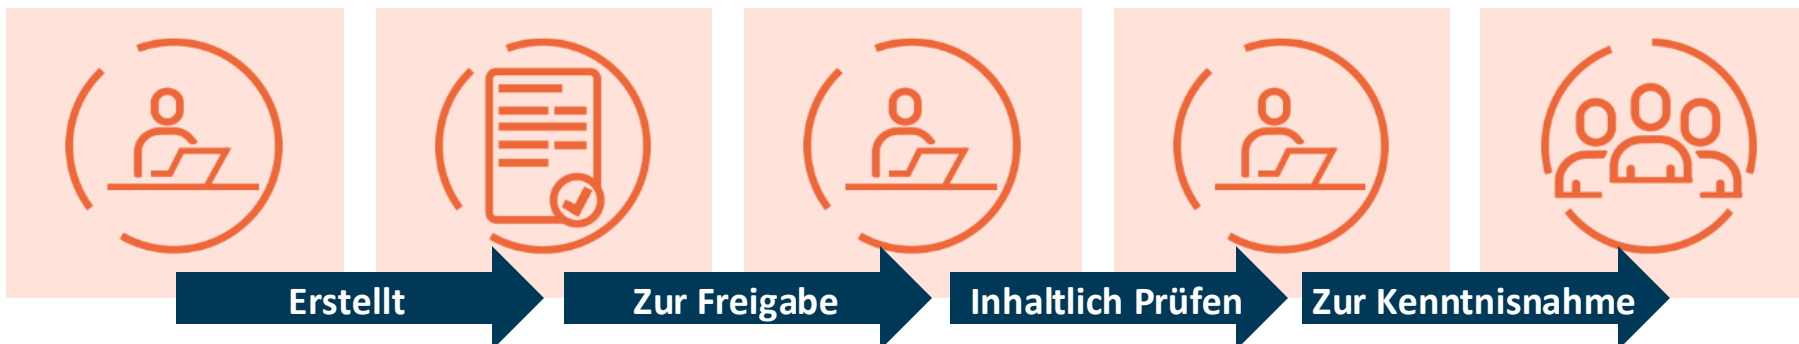 Erstellt
Zur Freigabe
Inhaltlich Prüfen
Zur Kenntnisnahme